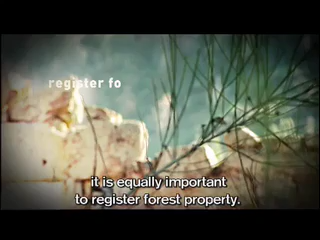 register fo
it is equally important
to register forest property.